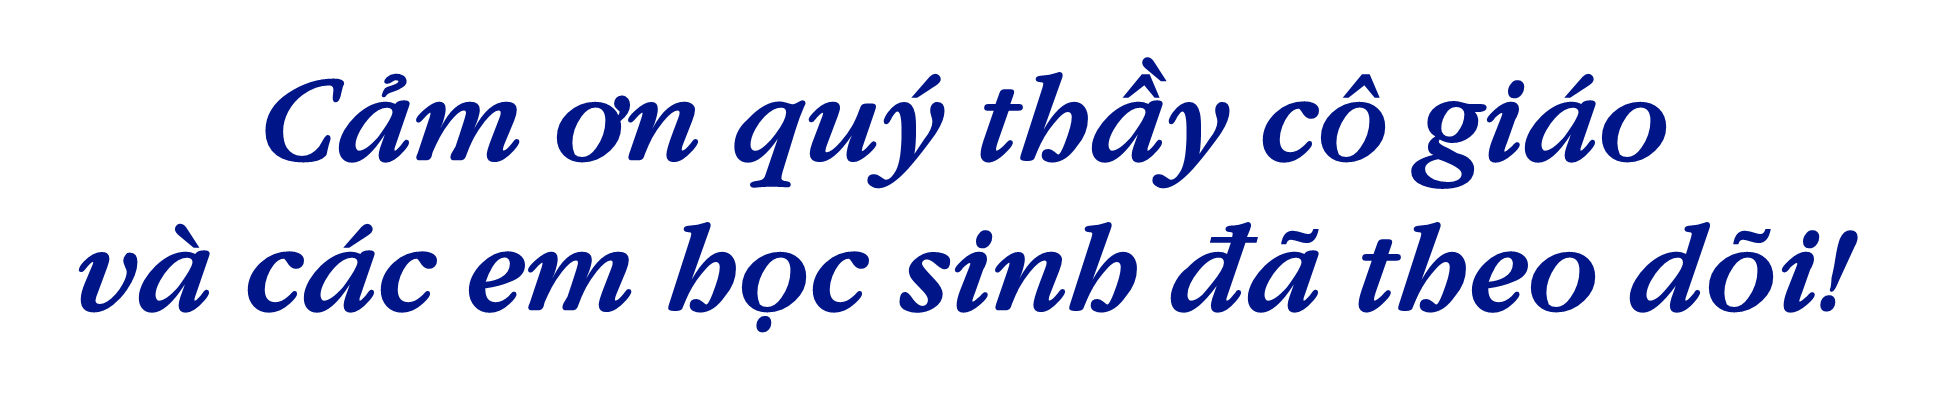 Cảm ơn quý thầy cô giáo
và các em học sinh đã theo dõi!